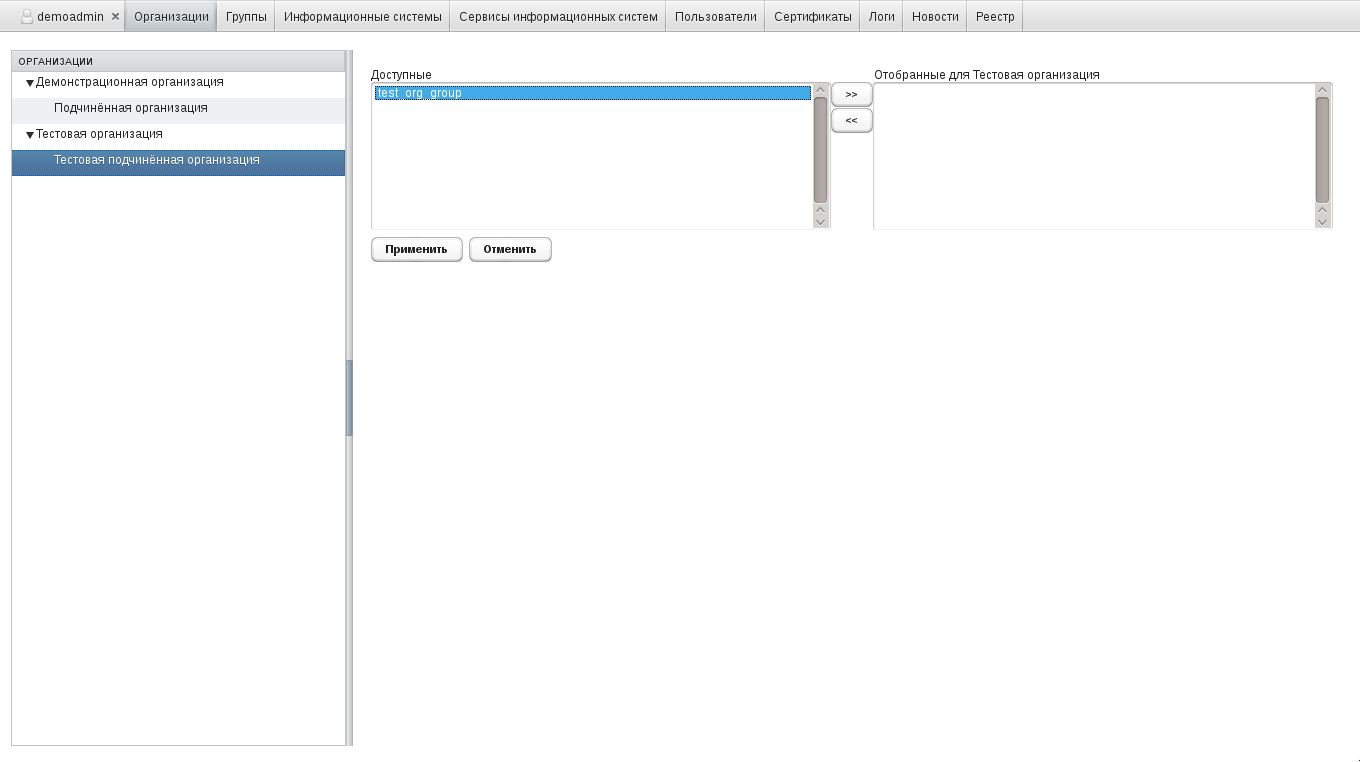 demoadmin Организации Группы Информационные системы Сервисы информационных систем Пользователи Сертификаты Логи Новости Реестр
ОРГАНИЗАЦИИ
Демонстрационная организация
Подчинённая организация
Тестовая организация
Тестовая подчинённая организация
Доступные
test_org_group
>>
<<
Отобранные для Тестовая организация
Применить Отменить